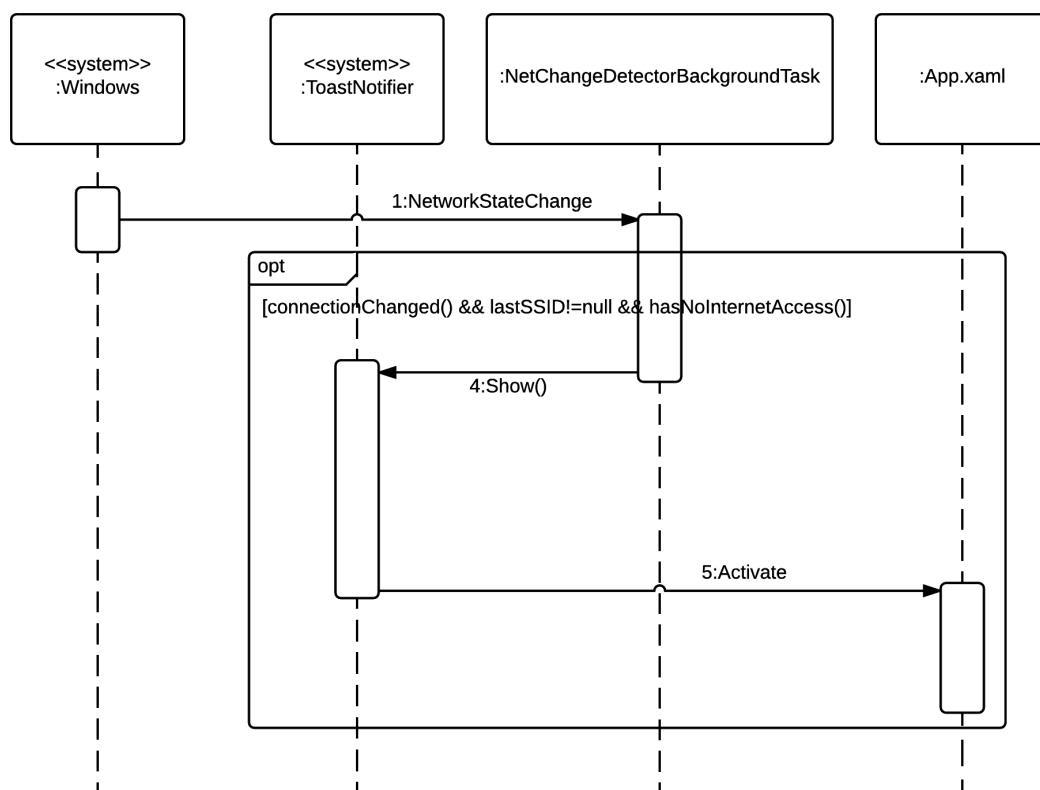 <<system>>
:Windows
<<system>>
:ToastNotifier
:NetChangeDetectorBackgroundTask
:App.xaml
1:NetworkStateChange
opt
[connectionChanged() && lastSSID!=null && hasNoInternetAccess()]
4:Show()
5:Activate